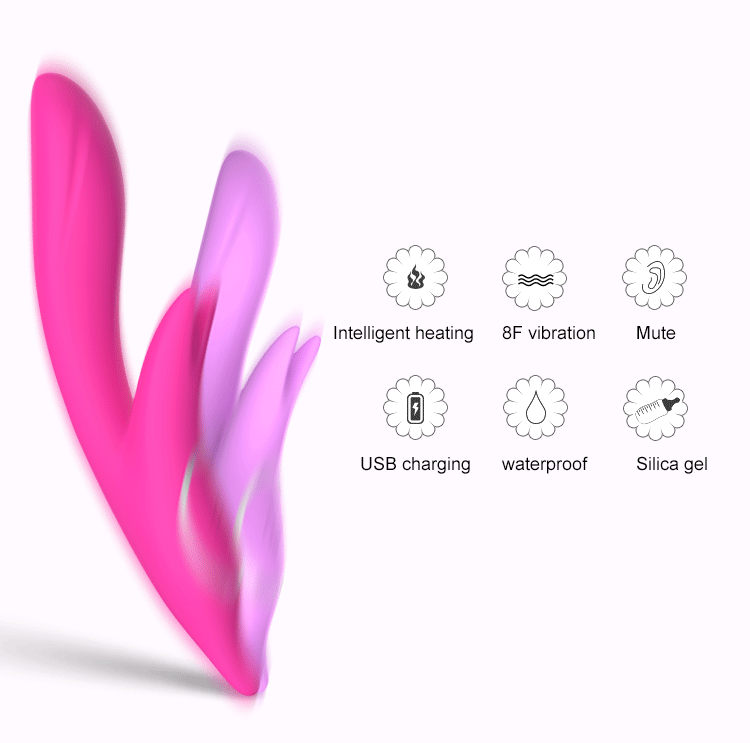 Intelligent heating
8F vibration
Mute
USB charging
waterproof
Silica gel